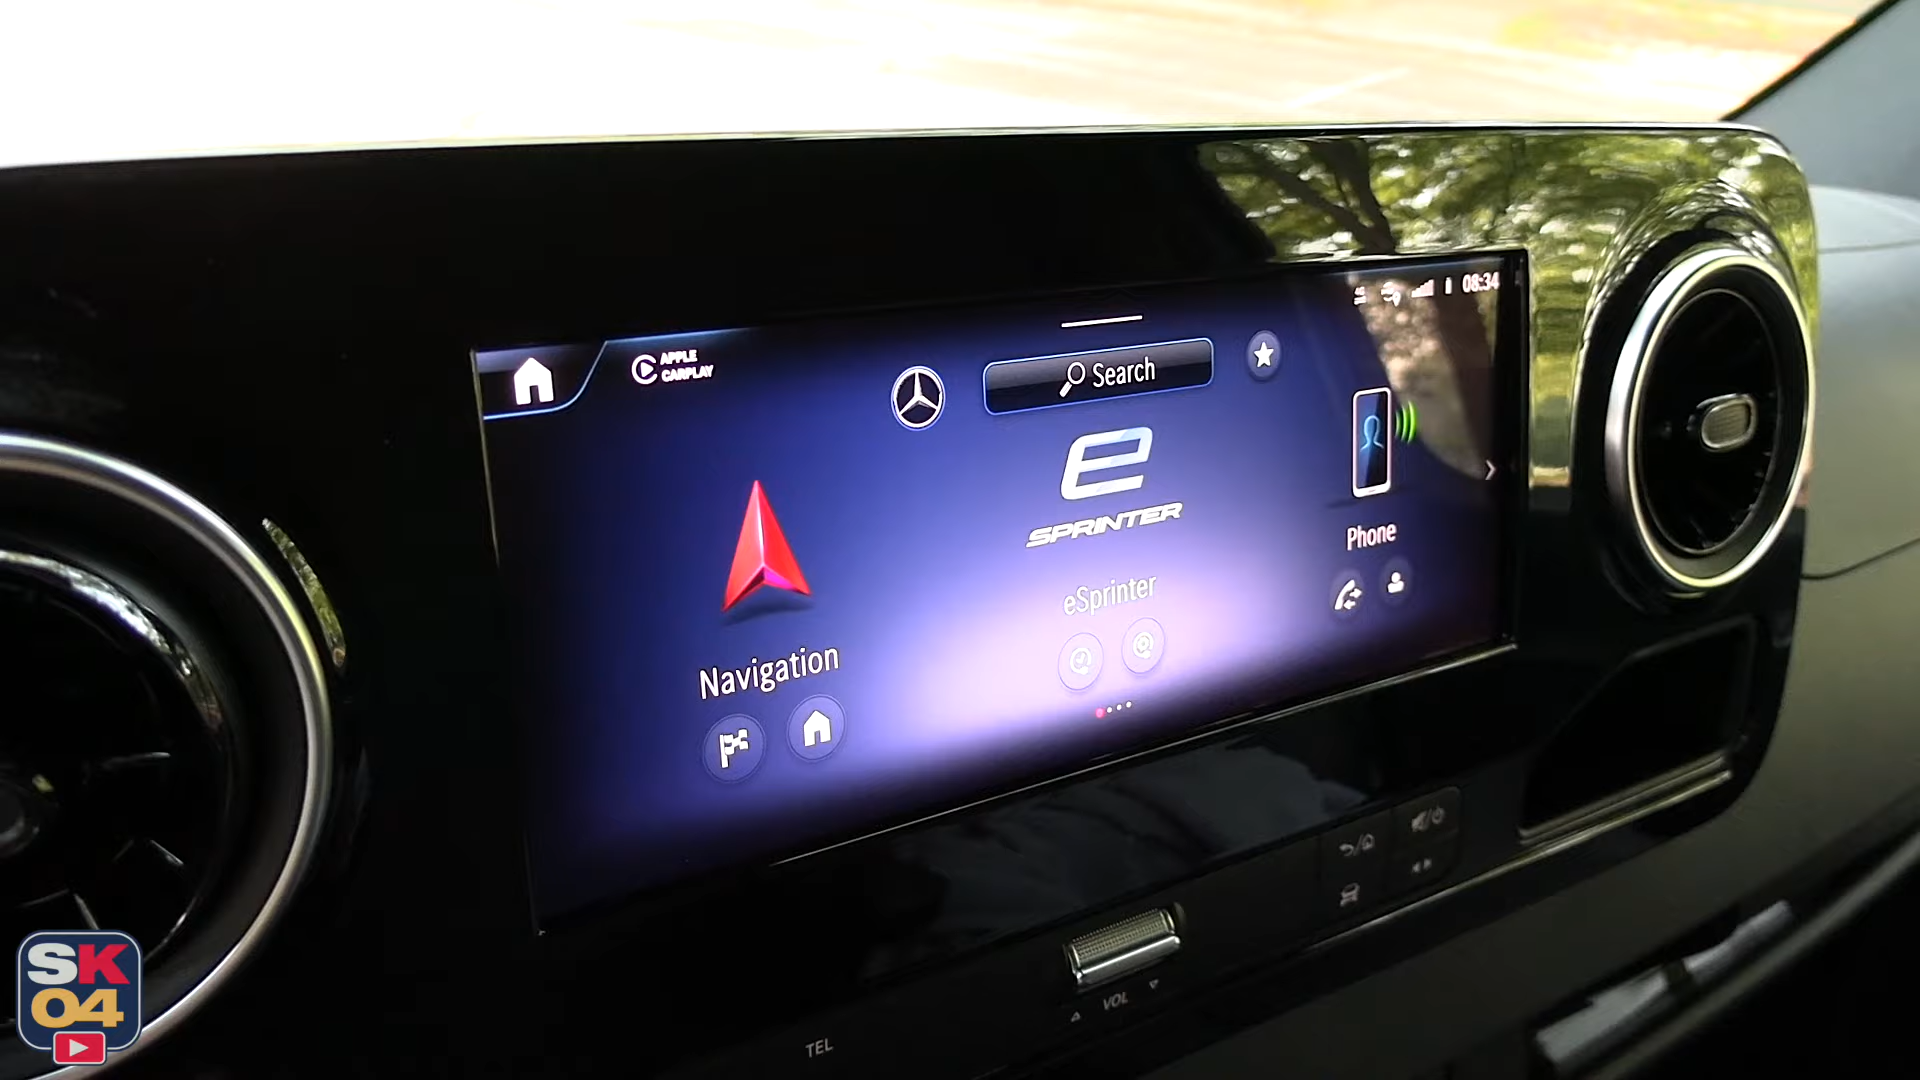 08:34
APPLE
CARPLAY
Search
e
SPRINTER
Navigation
eSprinter
Phone
VOL
TEL
SK
04